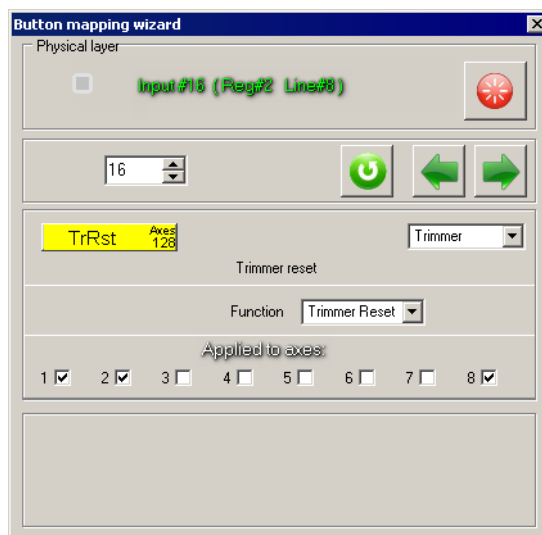 Button mapping wizard
Physical layer
Input#16 (Reg#2 Line#8)
16
TrRst Axes 128
Trimmer
Trimmer reset
Function Trimmer Reset
Applied to axes:
1 2 3 4 5 6 7 8